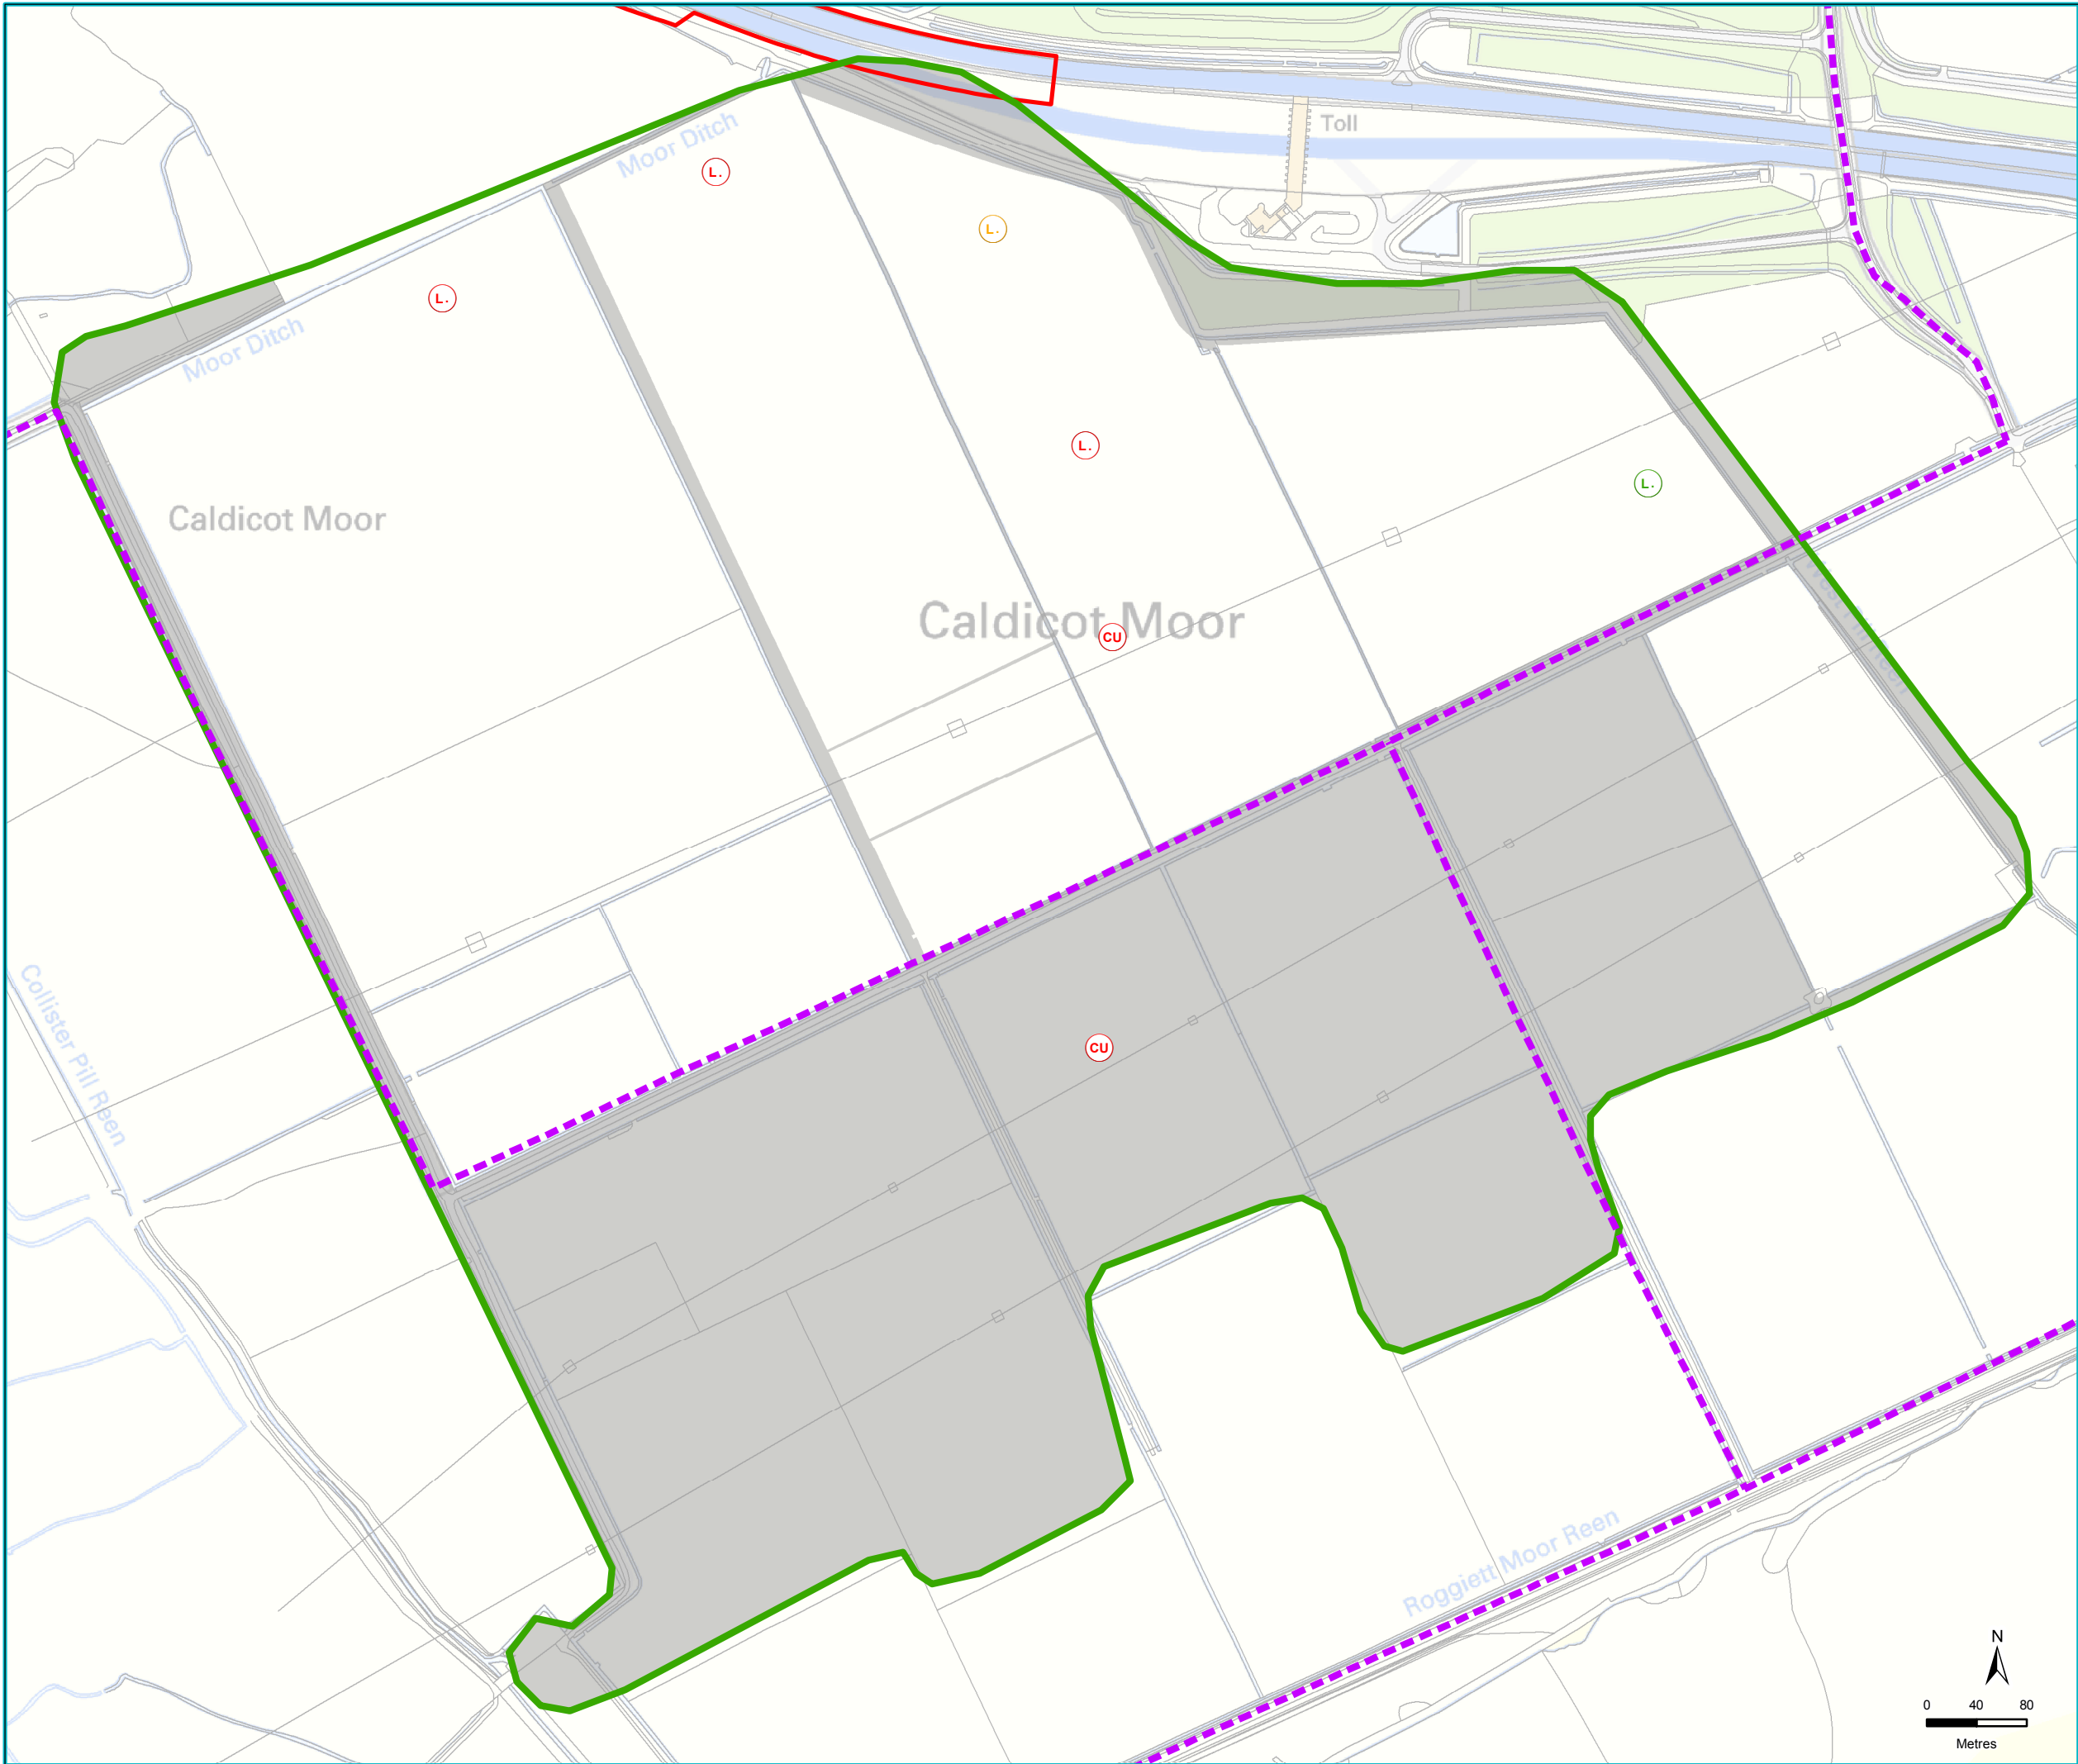 Toll
Moor Ditch
L.
L.
L.
Moor Ditch
L.
L.
Caldicot Moor
Caldicot Moor
CU
Collister Pill Reen
CU
Roggiett Moor Reen
N
0 40 80
Metres